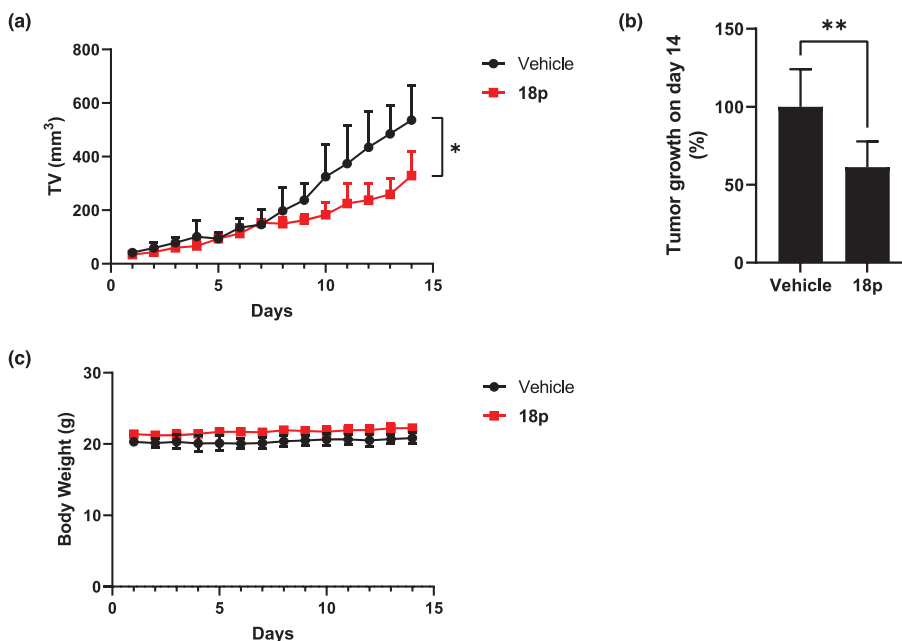 (a)
800
600
400
200
0
TV (mm³)
0
5
10
15
Days
Vehicle
18p
*
(b)
150
100
50
0
Tumor growth on day 14
(%)
**
Vehicle
18p
(c)
30
20
10
0
Body Weight (g)
0
5
10
15
Days
Vehicle
18p